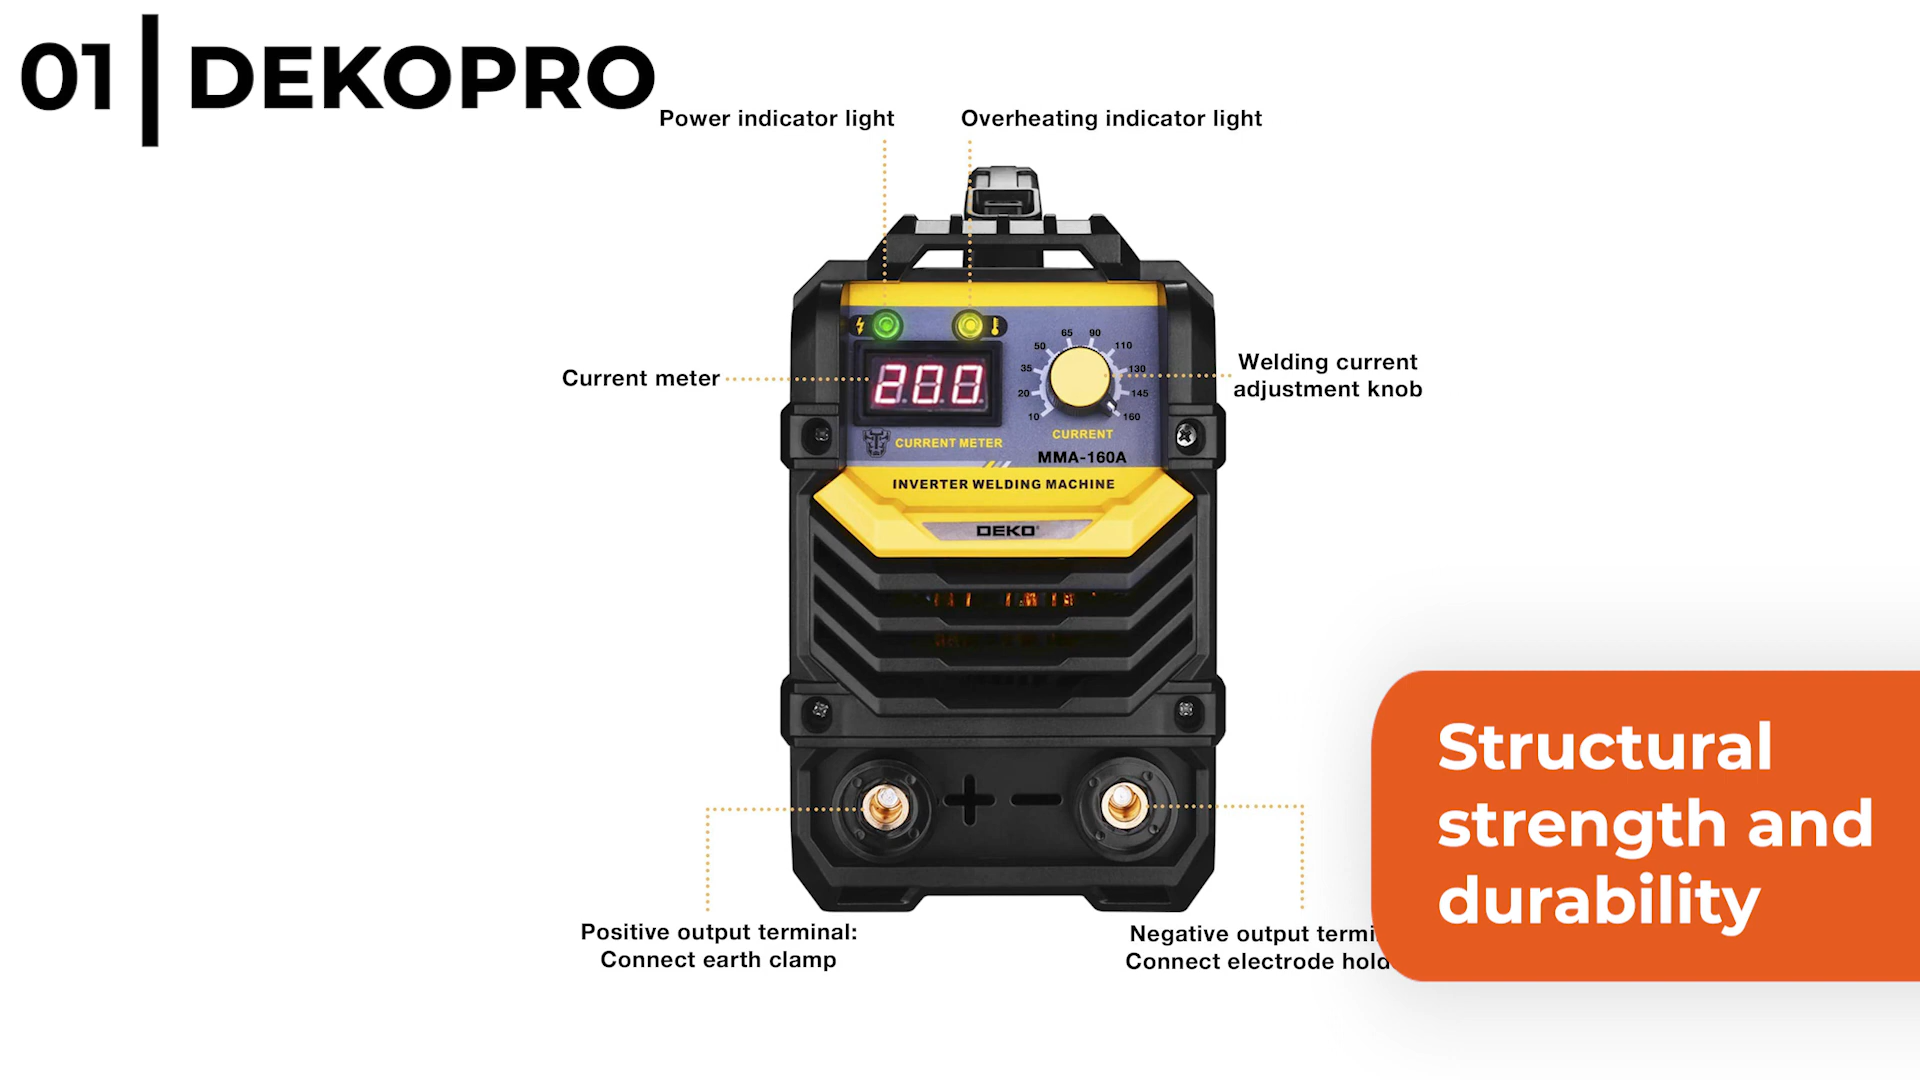 01 DEKOPRO
Power indicator light
Overheating indicator light
Current meter
Welding current
adjustment knob
200
10
20
35
50
65
90
110
130
145
160
CURRENT METER
CURRENT
MMA-160A
INVERTER WELDING MACHINE
DEKO
+ −
Positive output terminal:
Connect earth clamp
Negative output
Connect electrode
Structural
strength and
durability